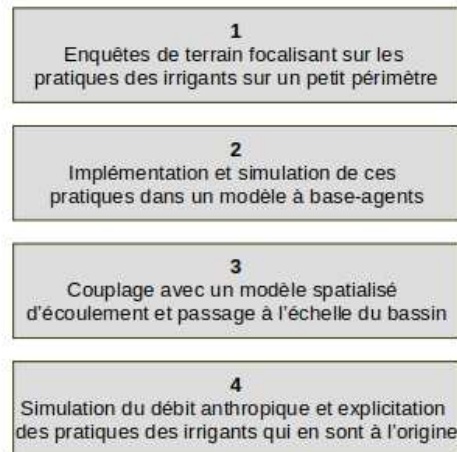 1
Enquêtes de terrain focalisant sur les
pratiques des irrigants sur un petit périmètre
2
Implémentation et simulation de ces
pratiques dans un modèle à base-agents
3
Couplage avec un modèle spatialisé
d'écoulement et passage à l'échelle du bassin
4
Simulation du débit anthropique et explicitation
des pratiques des irrigants qui en sont à l'origine